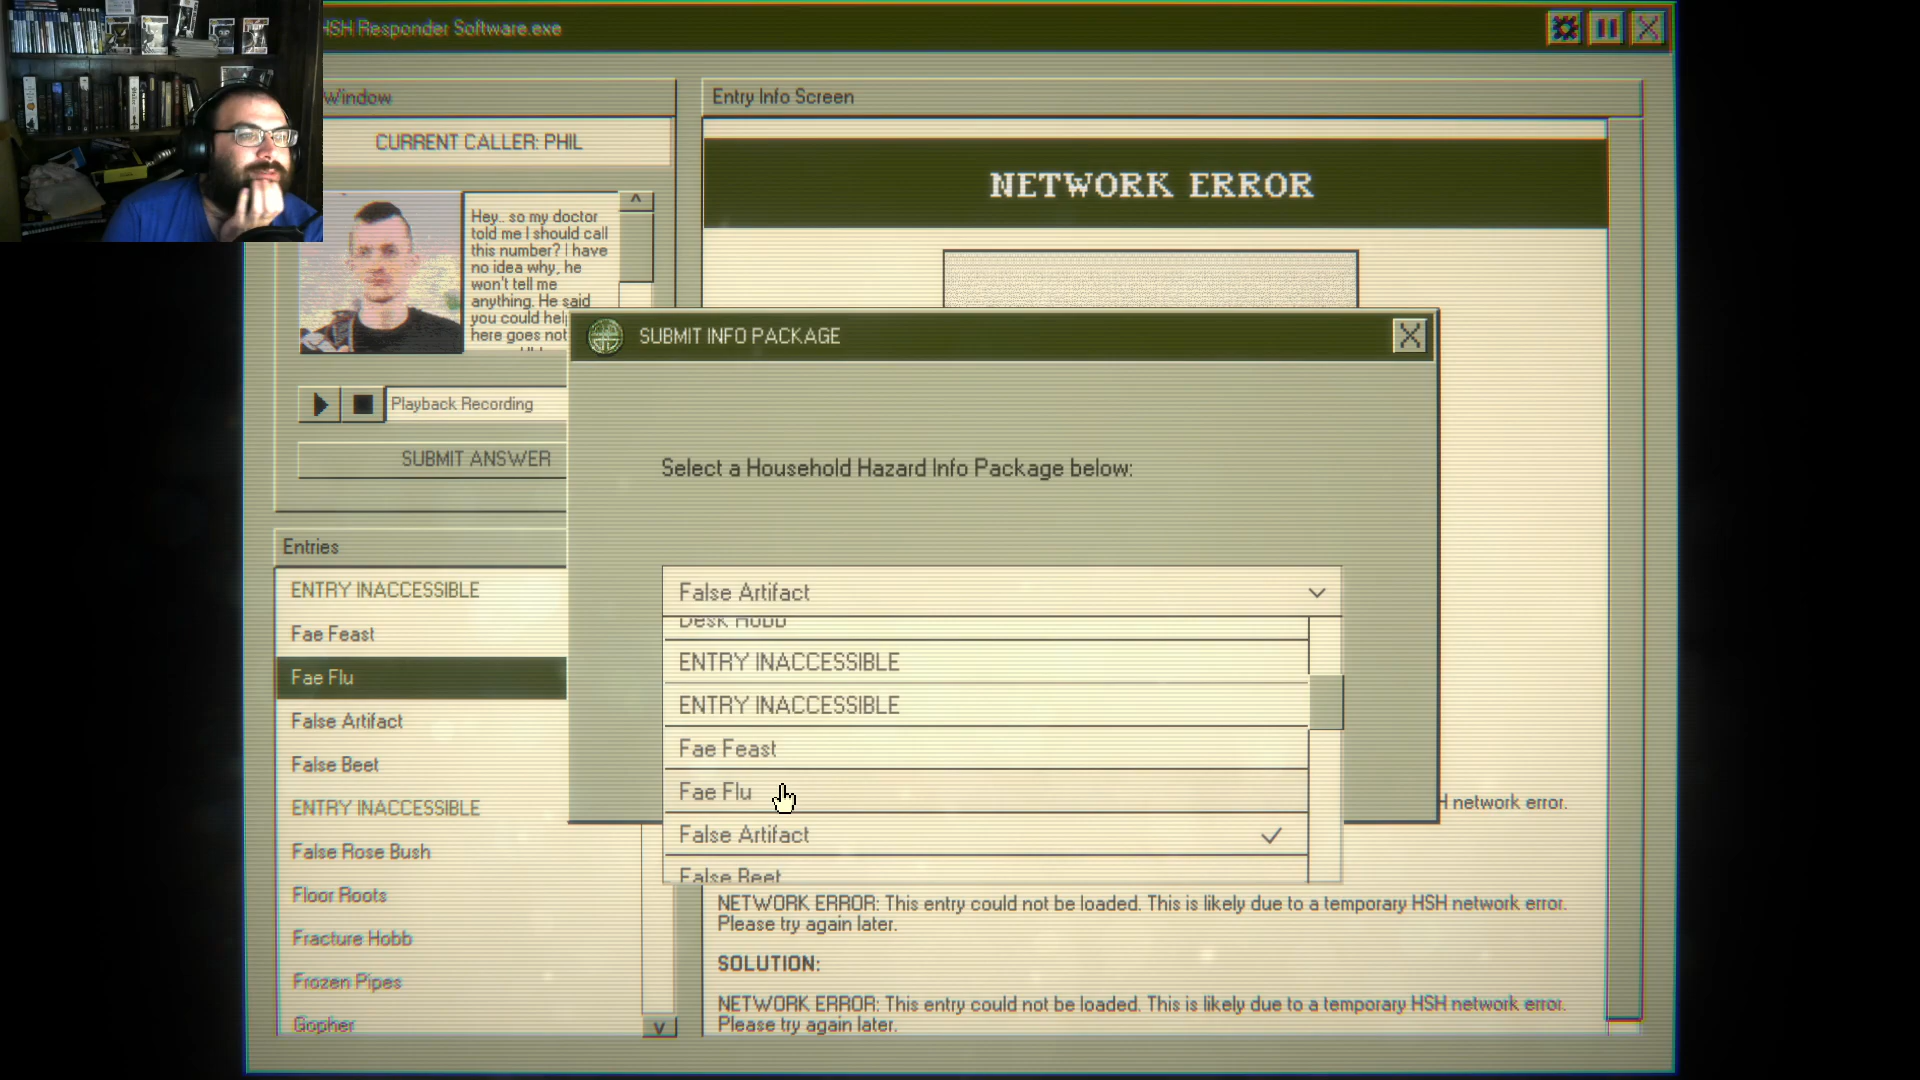 HSH Responder Software.exe
Window
CURRENT CALLER: PHIL
Hey.. so my doctor
told me I should call
this number? I have
no idea why, he
won't tell me
anything. He said
you could help
here goes not
Playback Recording
SUBMIT ANSWER
Entries
ENTRY INACCESSIBLE
Fae Feast
Fae Flu
False Artifact
False Beet
ENTRY INACCESSIBLE
False Rose Bush
Floor Roots
Fracture Hobb
Frozen Pipes
Gopher
Entry Info Screen
NETWORK ERROR
SUBMIT INFO PACKAGE
Select a Household Hazard Info Package below:
False Artifact
Desk Hobb
ENTRY INACCESSIBLE
ENTRY INACCESSIBLE
Fae Feast
Fae Flu
False Artifact
False Beet
H network error.
NETWORK ERROR: This entry could not be loaded. This is likely due to a temporary HSH network error.
Please try again later.
SOLUTION:
NETWORK ERROR: This entry could not be loaded. This is likely due to a temporary HSH network error.
Please try again later.